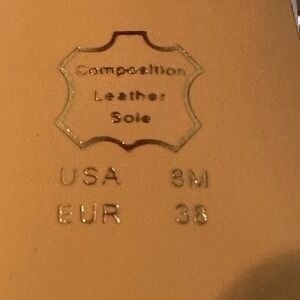 Composition
Leather
Sole
USA 8M
EUR 38